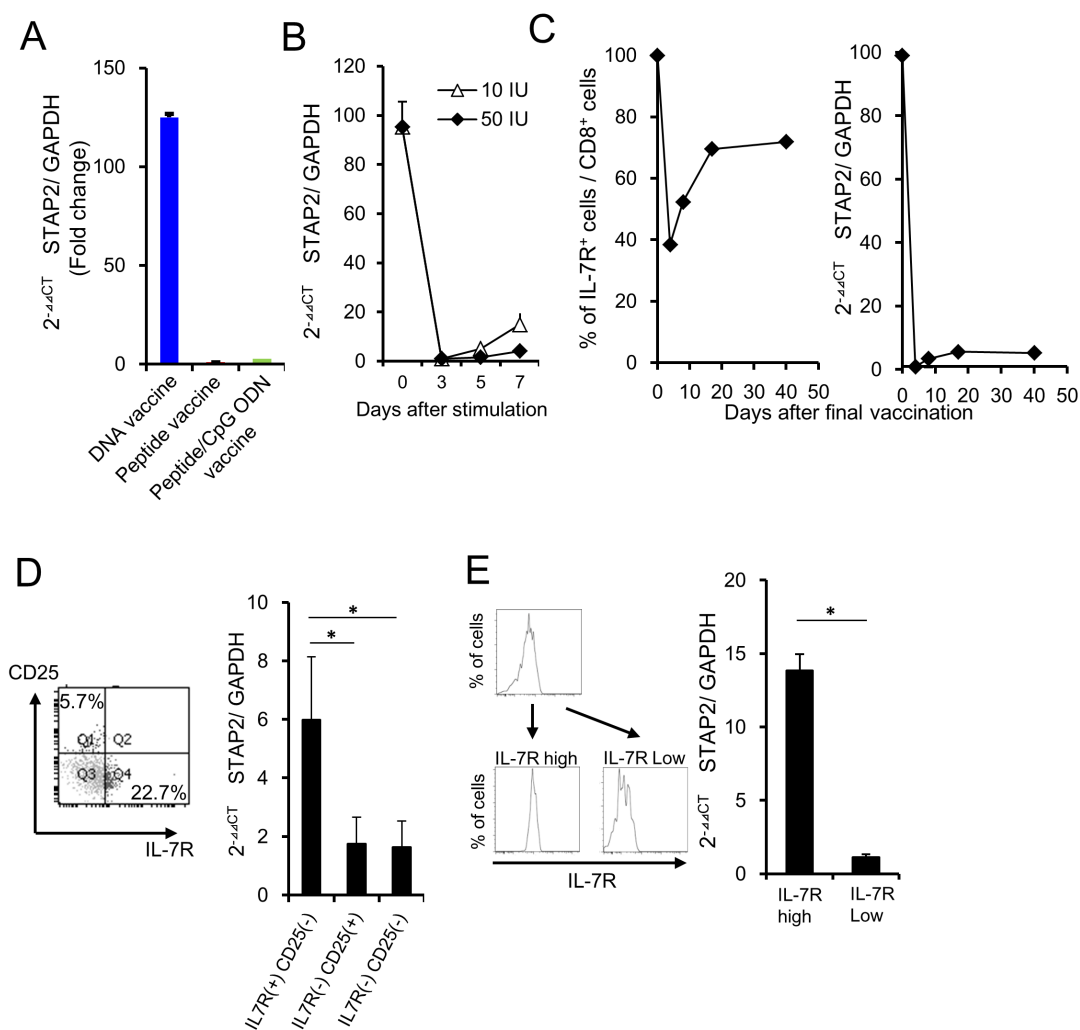 A
150
100
50
0
2-⊿⊿CT STAP2/ GAPDH
(Fold change)
DNA vaccine
Peptide vaccine
Peptide/CpG ODN
vaccine
B
120
100
80
60
40
20
0
2-⊿⊿CT STAP2/ GAPDH
10 IU
50 IU
0 3 5 7
Days after stimulation
C
100
80
60
40
20
0
% of IL-7R+ cells / CD8+ cells
0 10 20 30 40 50
100
80
60
40
20
0
2-⊿⊿CT STAP2/ GAPDH
0 10 20 30 40 50
Days after final vaccination
D
CD25
5.7%
Q1 Q2
Q3 Q4
22.7%
IL-7R
10
8
6
4
2
0
2-⊿⊿CT STAP2/ GAPDH
*
*
IL7R(+) CD25(-)
IL7R(-) CD25(+)
IL7R(-) CD25(-)
E
% of cells
IL-7R high IL-7R Low
% of cells
IL-7R
20
15
10
5
0
2-⊿⊿CT STAP2/ GAPDH
*
IL-7R
high
IL-7R
Low